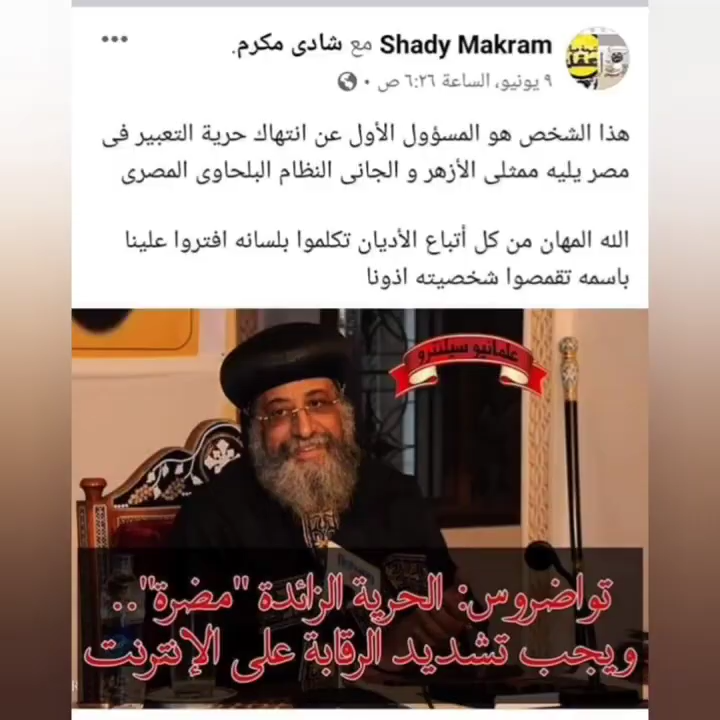 Shady Makram مع شادى مكرم.
٩ يونيو، الساعة ٦:٢٦ ص
هذا الشخص هو المسؤول الأول عن انتهاك حرية التعبير فى
مصر يليه ممثلى الأزهر و الجانى النظام البلحاوى المصرى
الله المهان من كل أتباع الأديان تكلموا بلسانه افتروا علينا
باسمه تقمصوا شخصيته اذونا
علمانيو سيلنترو
تواضروس: الحرية الزائدة "مضرة"..
ويجب تشديد الرقابة على الإنترنت